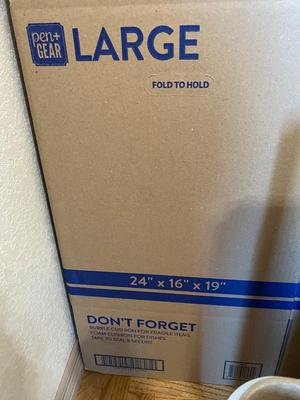 pen+
GEAR
LARGE
FOLD TO HOLD
24" x 16" x 19"
DON'T FORGET
BUBBLE CUSHION FOR FRAGILE ITEMS
FOAM CUSHION FOR DISHES
TAPE TO SEAL & SECURE